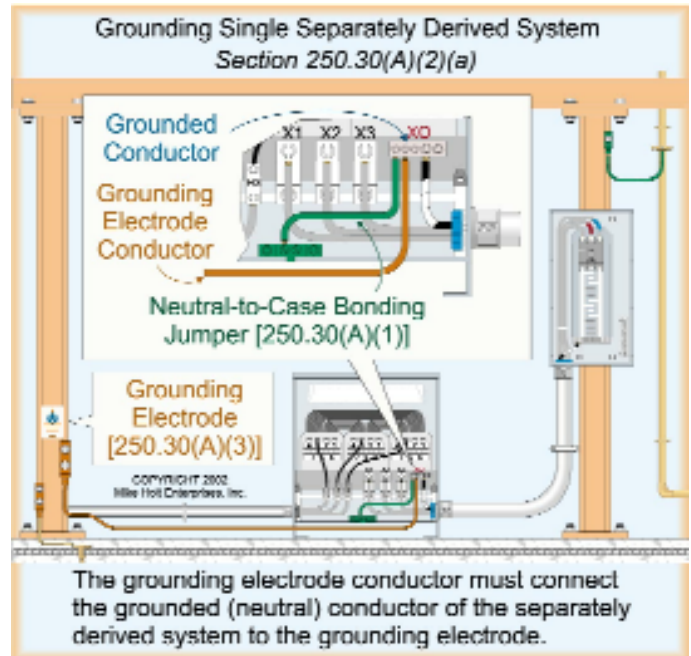 Grounding Single Separately Derived System
Section 250.30(A)(2)(a)
X1 X2 X3 XO
Grounded
Conductor
Grounding
Electrode
Conductor
Neutral-to-Case Bonding
Jumper [250.30(A)(1)]
Grounding
Electrode
[250.30(A)(3)]
COPYRIGHT 2002
Mike Holt Enterprises, Inc.
The grounding electrode conductor must connect
the grounded (neutral) conductor of the separately
derived system to the grounding electrode.